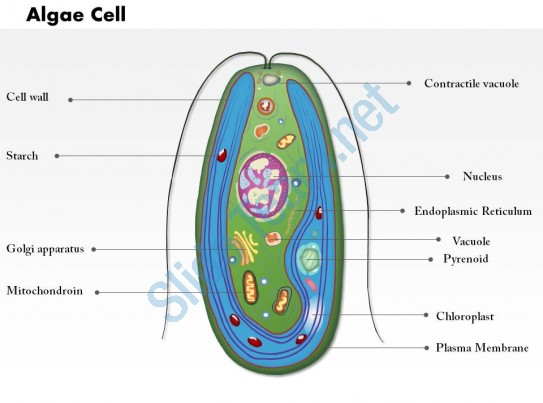 Algae Cell
Cell wall
Starch
Golgi apparatus
Mitochondroin
Contractile vacuole
Nucleus
Endoplasmic Reticulum
Vacuole
Pyrenoid
Chloroplast
Plasma Membrane